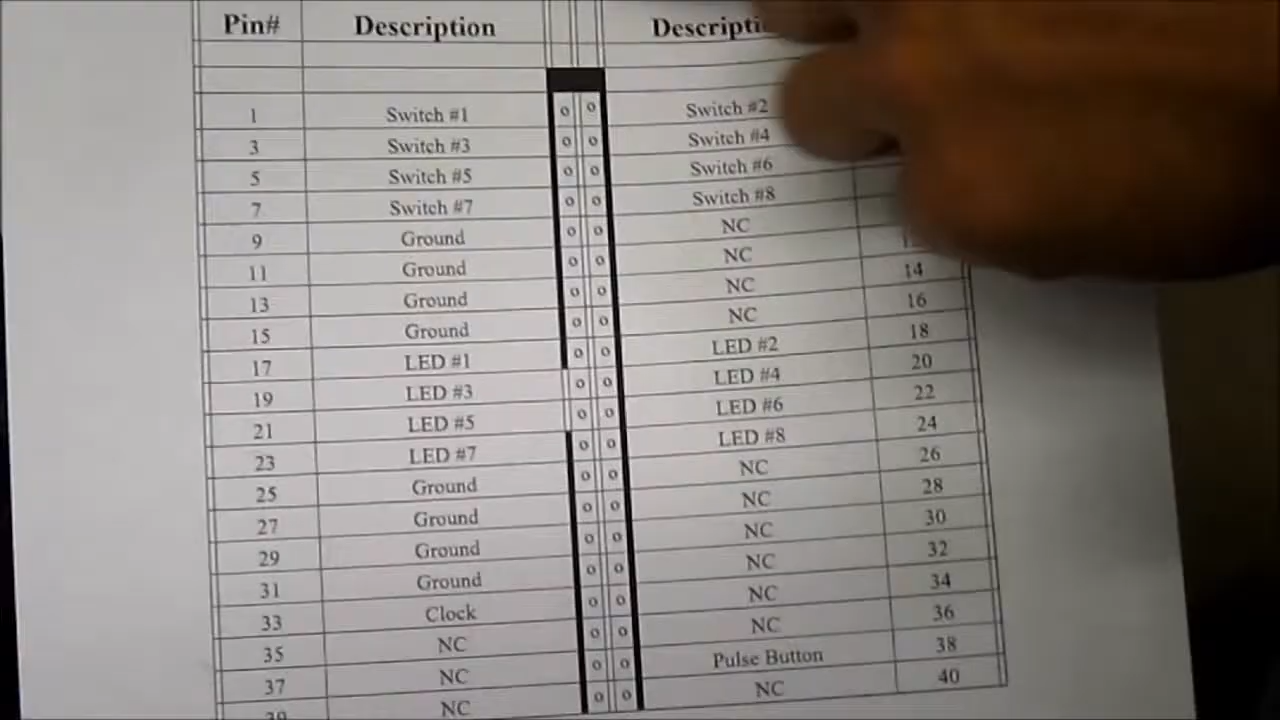 Pin# Description Descripti
1 Switch #1 o o Switch #2
3 Switch #3 o o Switch #4
5 Switch #5 o o Switch #6
7 Switch #7 o o Switch #8
9 Ground o o NC
11 Ground o o NC 14
13 Ground o o NC 16
15 Ground o o NC 18
17 LED #1 o o LED #2 20
19 LED #3 o o LED #4 22
21 LED #5 o o LED #6 24
23 LED #7 o o LED #8 26
25 Ground o o NC 28
27 Ground o o NC 30
29 Ground o o NC 32
31 Ground o o NC 34
33 Clock o o NC 36
35 NC o o NC 38
37 NC o o Pulse Button 40
39 NC o o NC